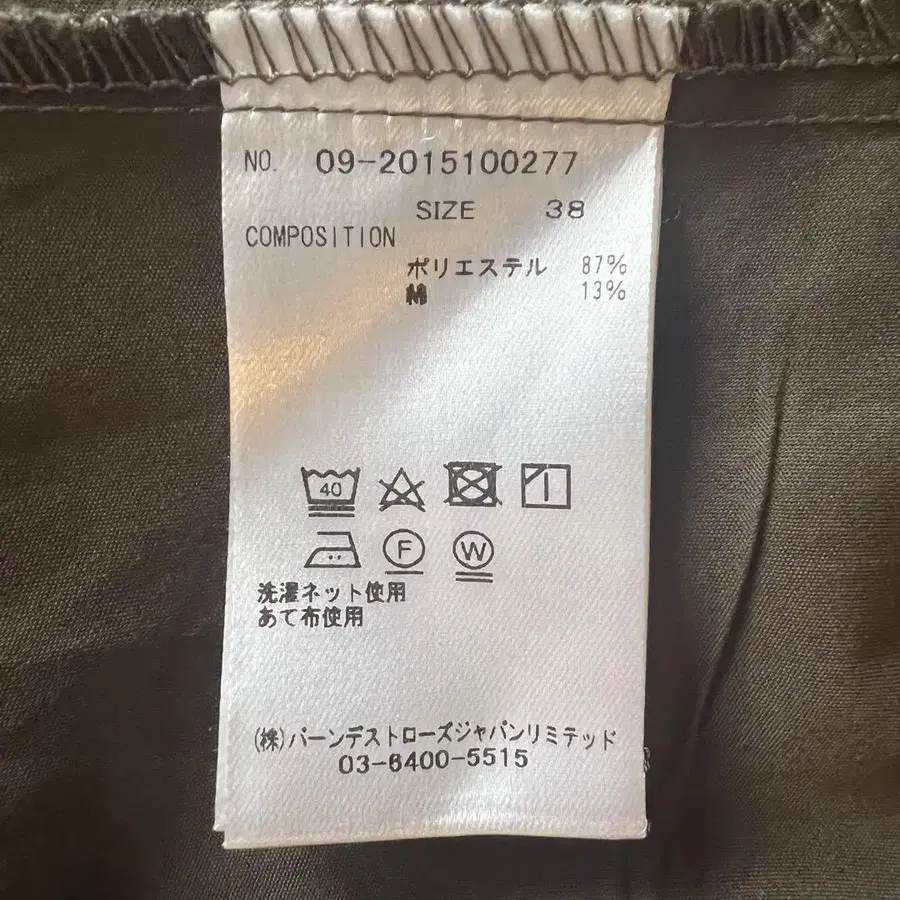 NO. 09-2015100277
SIZE 38
COMPOSITION
ポリエステル 87%
13%
40
F W
洗濯ネット使用
あて布使用
(株)バーンデストローズジャパンリミテッド
03-6400-5515